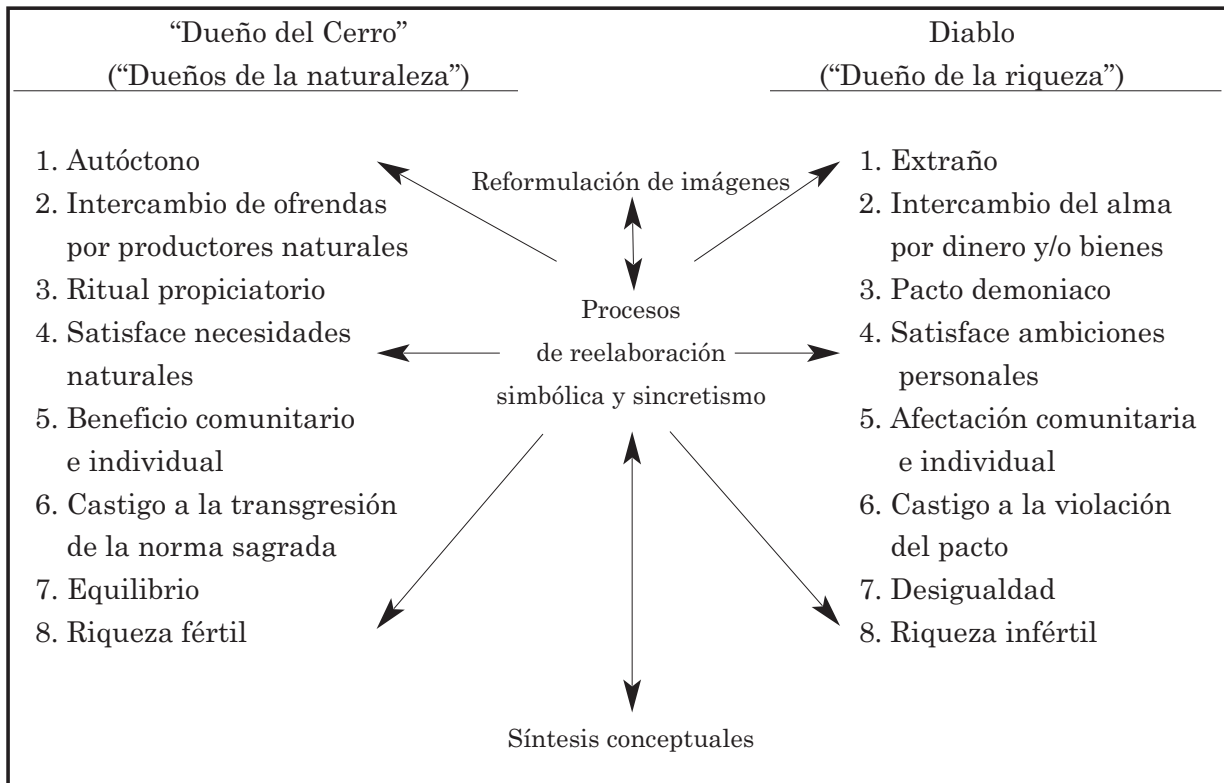 “Dueño del Cerro”
(“Dueños de la naturaleza”)
1. Autóctono
2. Intercambio de ofrendas
por productores naturales
3. Ritual propiciatorio
4. Satisface necesidades
naturales
5. Beneficio comunitario
e individual
6. Castigo a la transgresión
de la norma sagrada
7. Equilibrio
8. Riqueza fértil
Reformulación de imágenes
Procesos
de reelaboración
simbólica y sincretismo
Síntesis conceptuales
Diablo
(“Dueño de la riqueza”)
1. Extraño
2. Intercambio del alma
por dinero y/o bienes
3. Pacto demoniaco
4. Satisface ambiciones
personales
5. Afectación comunitaria
e individual
6. Castigo a la violación
del pacto
7. Desigualdad
8. Riqueza infértil